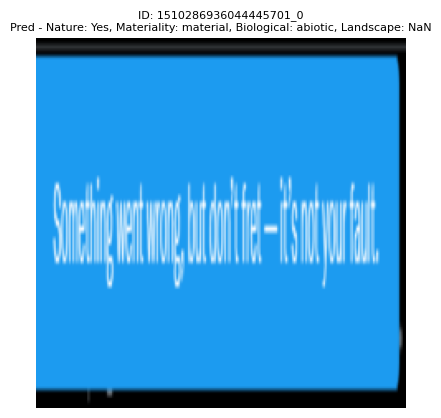 ID: 1510286936044445701_0
Pred - Nature: Yes, Materiality: material, Biological: abiotic, Landscape: NaN
Something went wrong, but don't fret — it's not your fault.